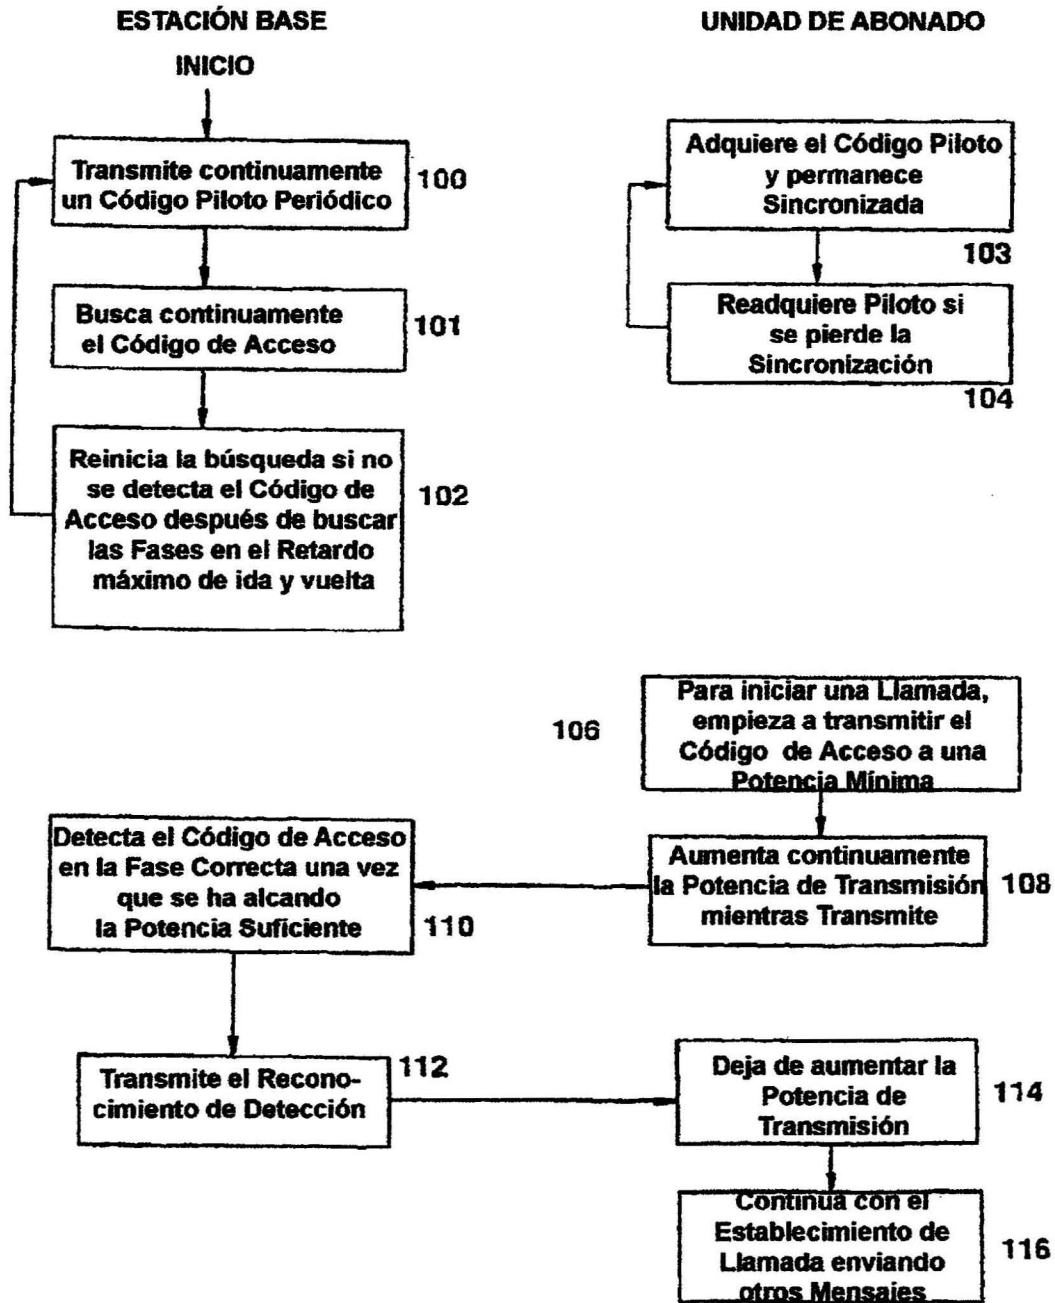 ESTACIÓN BASE
INICIO
Transmite continuamente
un Código Piloto Periódico
100
Busca continuamente
el Código de Acceso
101
Reinicia la búsqueda si no
se detecta el Código de
Acceso después de buscar
las Fases en el Retardo
máximo de ida y vuelta
102
UNIDAD DE ABONADO
Adquiere el Código Piloto
y permanece
Sincronizada
103
Readquiere Piloto si
se pierde la
Sincronización
104
106
Para iniciar una Llamada,
empieza a transmitir el
Código de Acceso a una
Potencia Mínima
Aumenta continuamente
la Potencia de Transmisión
mientras Transmite
108
Detecta el Código de Acceso
en la Fase Correcta una vez
que se ha alcando
la Potencia Suficiente
110
Transmite el Recono-
cimiento de Detección
112
Deja de aumentar la
Potencia de
Transmisión
114
Continua con el
Establecimiento de
Llamada enviando
otros Mensajes
116